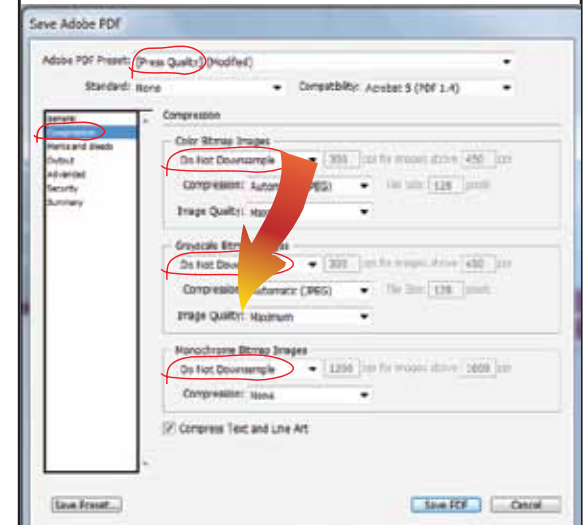 Save Adobe PDF
Adobe PDF Preset: [Press Quality] (Modified)
Standard: None Compatibility: Acrobat 5 (PDF 1.4)
General
Compression
Marks and Bleeds
Output
Advanced
Security
Summary
Compression
Color Bitmap Images
Do Not Downsample 300 ppi for images above: 450 ppi
Compression: (JPEG) Tile Size: 128 pixels
Image Quality:
Grayscale
Do Not 300 ppi for images above: 450 ppi
Compression: Automatic (JPEG) Tile Size: 128 pixels
Image Quality: Maximum
Monochrome Bitmap Images
Do Not Downsample 1200 ppi for images above: ppi
Compression: None
Compress Text and Line Art
Save Preset...
Save PDF Cancel